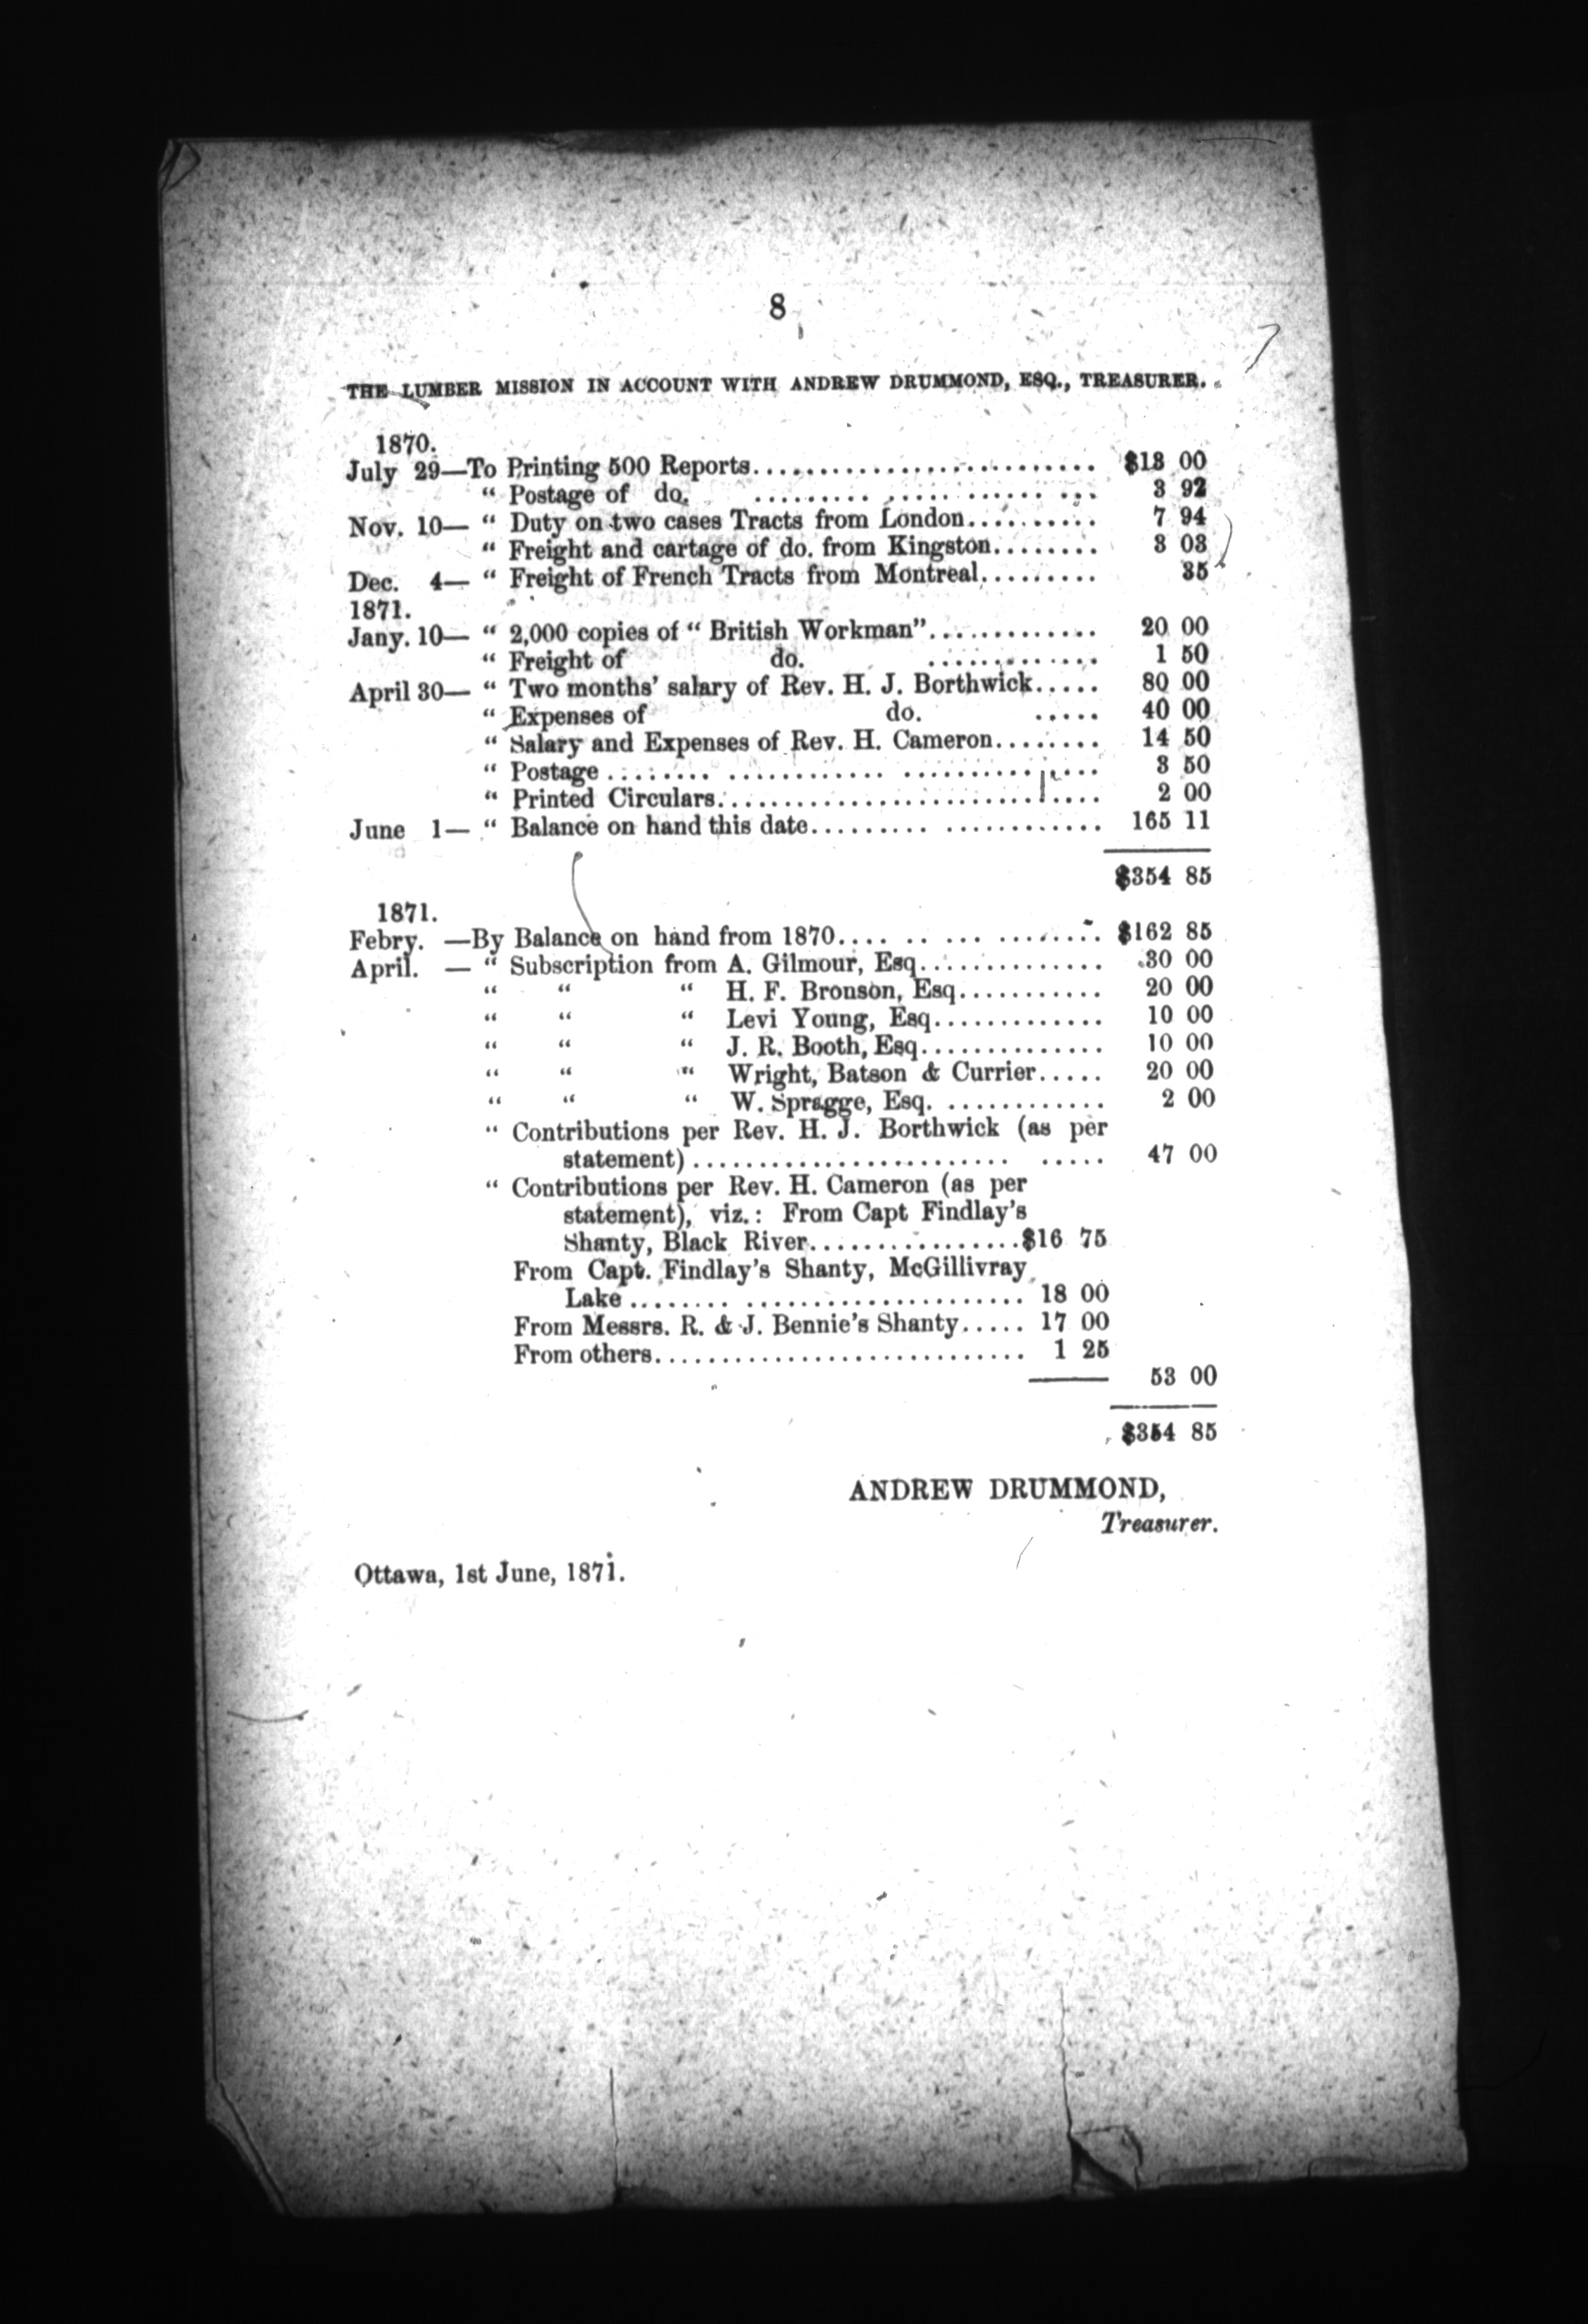 8
THE LUMBER MISSION IN ACCOUNT WITH ANDREW DRUMMOND, ESQ., TREASURER.
1870.
July 29—To Printing 500 Reports.......................... $13 00
“ Postage of do. ......... ..... ...... ... 3 92
Nov. 10— “ Duty on two cases Tracts from London.......... 7 94
“ Freight and cartage of do. from Kingston........ 3 03
Dec. 4— “ Freight of French Tracts from Montreal......... 35
1871.
Jany. 10— “ 2,000 copies of “ British Workman”............. 20 00
“ Freight of do. ............. 1 50
April 30— “ Two months’ salary of Rev. H. J. Borthwick..... 80 00
“ Expenses of do. ..... 40 00
“ Salary and Expenses of Rev. H. Cameron........ 14 50
“ Postage ........ ............ .............. 3 50
“ Printed Circulars............................. 2 00
June 1— “ Balance on hand this date......... ............ 165 11
$354 85
1871.
Febry. —By Balance on hand from 1870.... .. ... ........ $162 85
April. — “ Subscription from A. Gilmour, Esq.............. 30 00
“ “ “ H. F. Bronson, Esq........... 20 00
“ “ “ Levi Young, Esq............. 10 00
“ “ “ J. R. Booth, Esq.............. 10 00
“ “ “ Wright, Batson & Currier..... 20 00
“ “ “ W. Spragge, Esq. ............ 2 00
“ Contributions per Rev. H. J. Borthwick (as per
statement) ........................ ..... 47 00
“ Contributions per Rev. H. Cameron (as per
statement), viz.: From Capt Findlay’s
Shanty, Black River................$16 75
From Capt. Findlay’s Shanty, McGillivray
Lake ........ ..................... 18 00
From Messrs. R. & J. Bennie’s Shanty..... 17 00
From others............................ 1 25
53 00
$354 85
ANDREW DRUMMOND,
Treasurer.
Ottawa, 1st June, 1871.